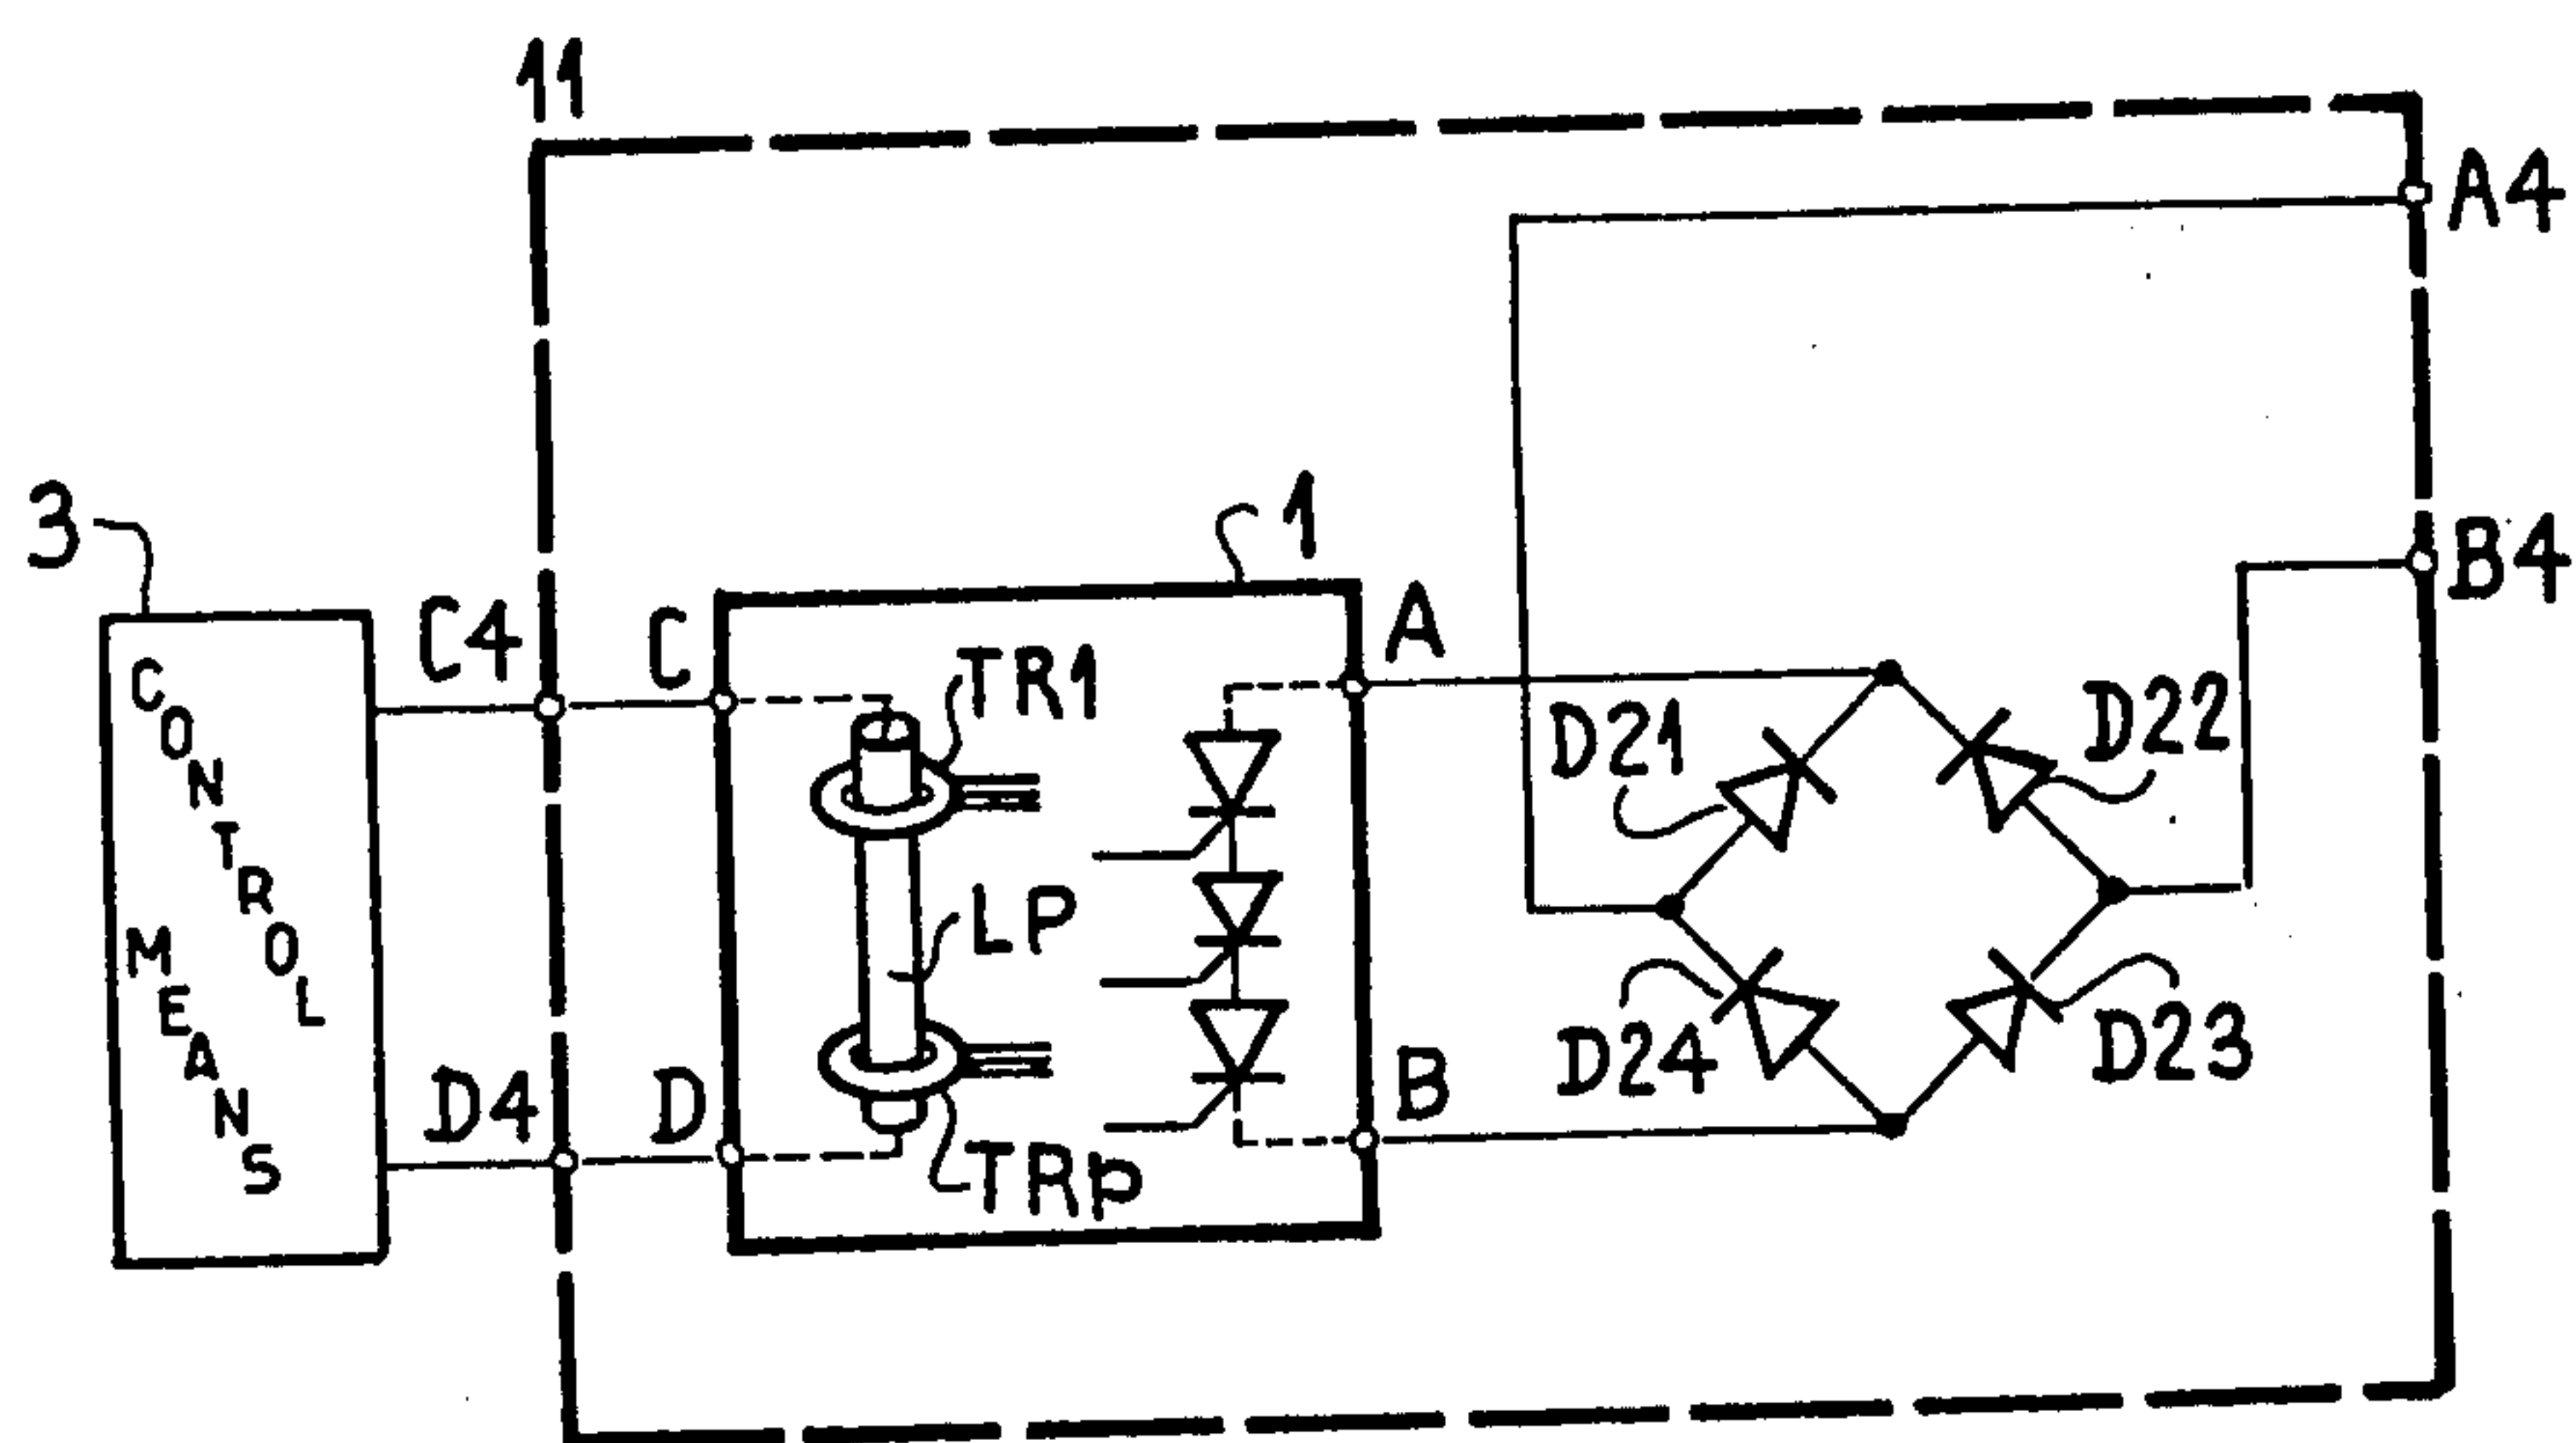 11
A4
3
1
B4
C4
C
A
TR1
D21
D22
CONTROL
MEANS
LP
D4
D
B
D24
D23
TRP